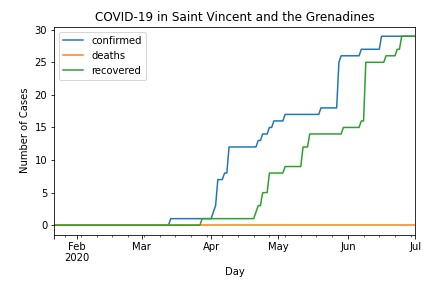 COVID-19 in Saint Vincent and the Grenadines
confirmed
deaths
recovered
Number of Cases
30
25
20
15
10
5
0
Feb Mar Apr May Jun Jul
2020
Day